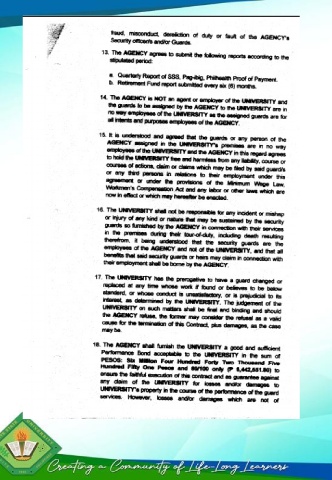 fraud, misconduct, dereliction of duty or fault of the AGENCY's
Security officers and/or Guards.
13. The AGENCY agrees to submit the following reports according to the
stipulated period:
a. Quarterly Report of SSS, Pag-ibig, Philhealth Proof of Payment.
b. Retirement Fund report submitted every six (6) months.
14. The AGENCY is NOT an agent or employer of the UNIVERSITY and
the guards to be assigned by the AGENCY to the UNIVERSITY are in
no way employees of the UNIVERSITY as the assigned guards are for
all intents and purposes employees of the AGENCY.
15. It is understood and agreed that the guards or any person of the
AGENCY assigned in the UNIVERSITY's premises are in no way
employees of the UNIVERSITY and the AGENCY in this regard agrees
to hold the UNIVERSITY free and harmless from any liability, course or
courses of actions, claim or claims which may be filed by said guard/s
or any third persons in relations to their employment under this
agreement or under the provisions of the Minimum Wage Law,
Workmen's Compensation Act and any labor or other laws which are
now in effect or which may hereafter be enacted.
16. The UNIVERSITY shall not be responsible for any incident or mishap
or injury of any kind or nature that may be sustained by the security
guards so furnished by the AGENCY in connection with their services
in the premises during their tour-of-duty, including death resulting
therefrom, it being understood that the security guards are the
employees of the AGENCY and not of the UNIVERSITY, and that all
benefits that said security guards or heirs may claim in connection with
their employment shall be borne by the AGENCY.
17. The UNIVERSITY has the prerogative to have a guard changed or
replaced at any time whose work if found or believes to be below
standard, or whose conduct is unsatisfactory, or is prejudicial to its
interest, as determined by the UNIVERSITY. The judgement of the
UNIVERSITY on such matters shall be final and binding and should
the AGENCY refuse, the former may consider the refusal as a valid
cause for the termination of this Contract, plus damages, as the case
may be.
18. The AGENCY shall furnish the UNIVERSITY a good and sufficient
Performance Bond acceptable to the UNIVERSITY in the sum of
PESOS: Six Million Four Hundred Forty Two Thousand Five
Hundred Fifty One Pesos and 80/100 only (P 6,442,551.80) to
ensure the faithful execution of this contract and as guarantee against
any claim of the UNIVERSITY for losses and/or damages to
UNIVERSITY's property in the course of the performance of the guard
services. However, losses and/or damages which are not of
Creating a Community of Life-Long Learners